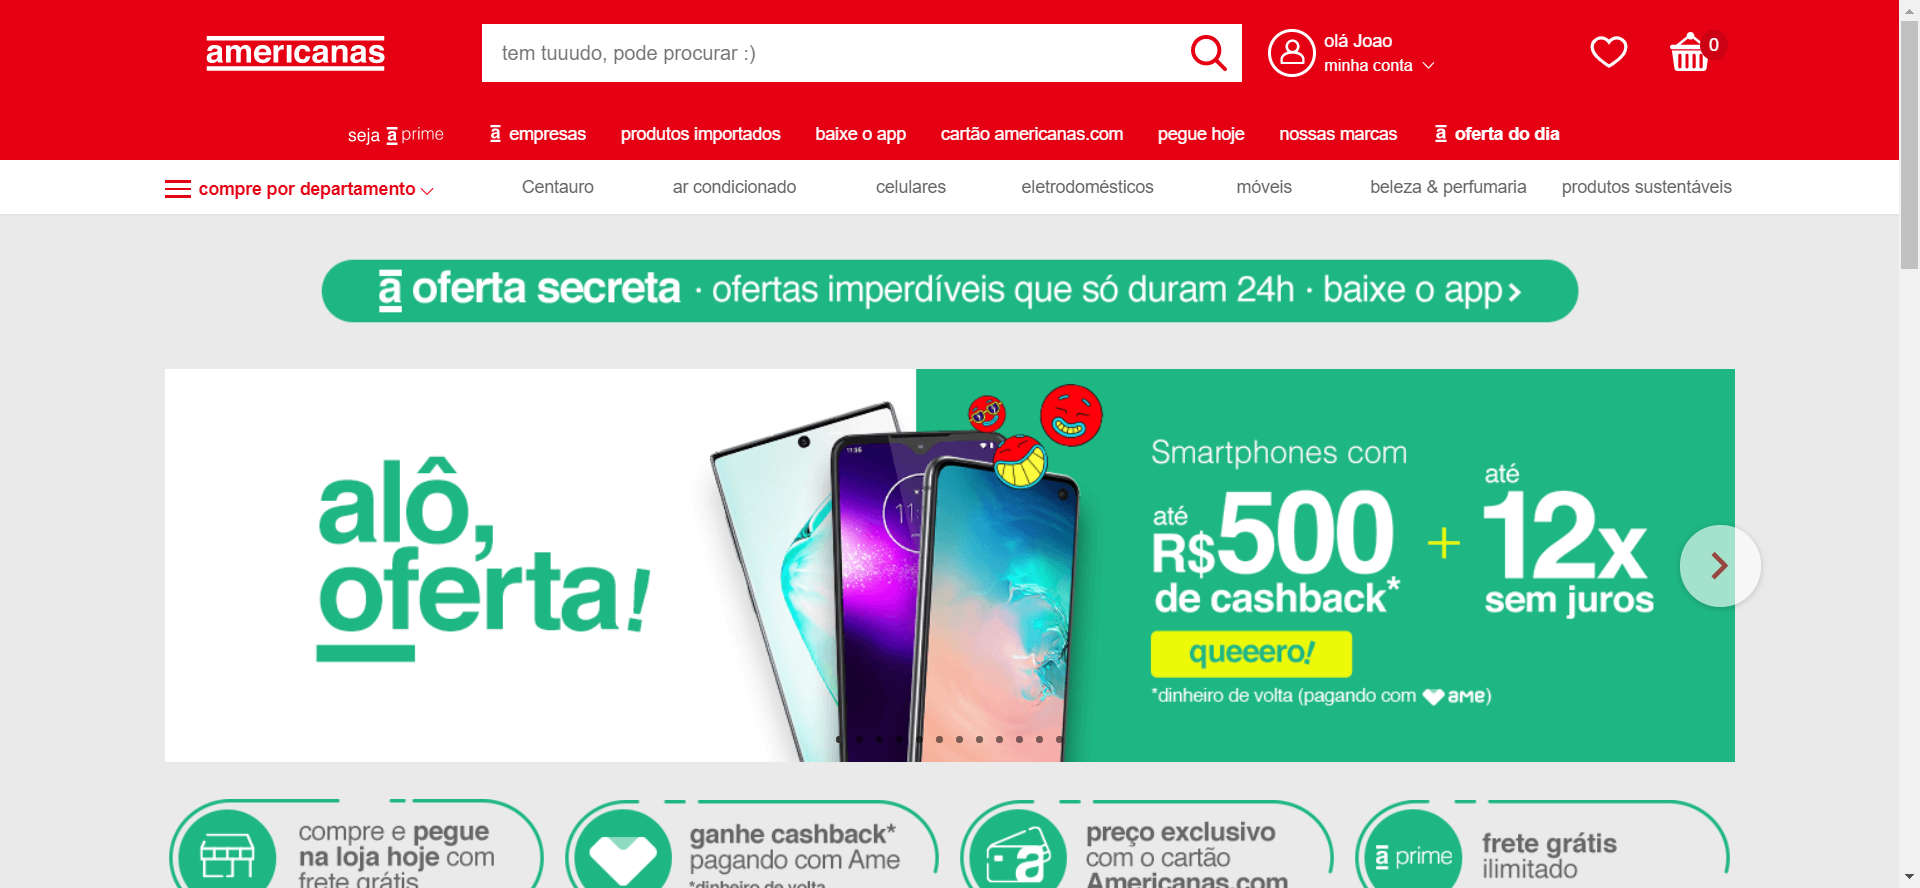 americanas
tem tuuudo, pode procurar :)
olá Joao
minha conta
0
seja a prime
a empresas
produtos importados
baixe o app
cartão americanas.com
pegue hoje
nossas marcas
a oferta do dia
compre por departamento
Centauro
ar condicionado
celulares
eletrodomésticos
móveis
beleza & perfumaria
produtos sustentáveis
a oferta secreta · ofertas imperdíveis que só duram 24h · baixe o app
alô,
oferta!
11:35
11:
Smartphones com
até
R$500
de cashback*
+
até
12x
sem juros
queeero!
*dinheiro de volta (pagando com ame)
compre e pegue
na loja hoje com
frete grátis
ganhe cashback*
pagando com Ame
*dinheiro de volta
a
preço exclusivo
com o cartão
Americanas.com
a prime
frete grátis
ilimitado